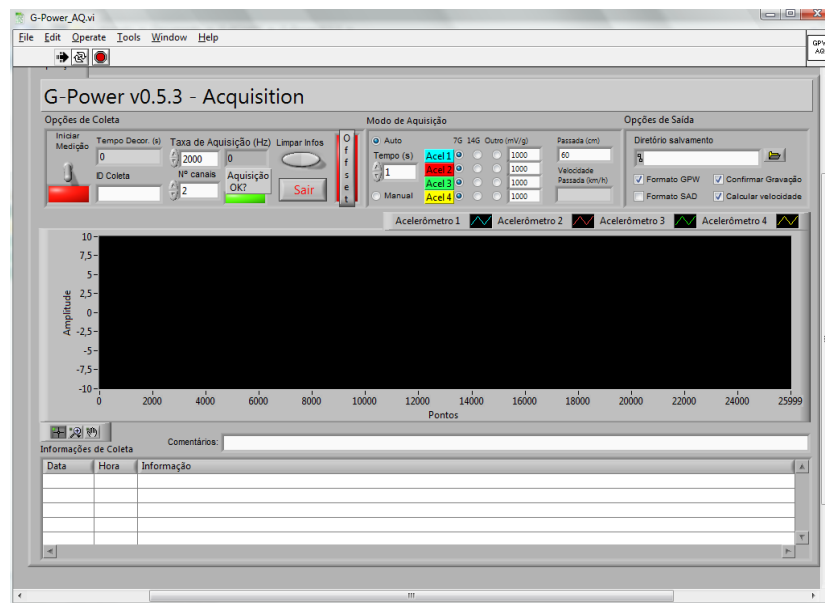 G-Power_AQ.vi
File Edit Operate Tools Window Help
GPW
AQ
G-Power v0.5.3 - Acquisition
Opções de Coleta
Iniciar
Medição
Tempo Decor. (s)
0
ID Coleta
Taxa de Aquisição (Hz)
2000
0
Nº canais
2
Aquisição
OK?
Limpar Infos
Sair
Offset
Modo de Aquisição
Auto
Tempo (s)
1
Manual
7G 14G Outro (mV/g)
Acel 1
1000
Acel 2
1000
Acel 3
1000
Acel 4
1000
Passada (cm)
60
Velocidade
Passada (km/h)
Opções de Saída
Diretório salvamento
Formato GPW
Confirmar Gravação
Formato SAD
Calcular velocidade
Acelerômetro 1 Acelerômetro 2 Acelerômetro 3 Acelerômetro 4
Amplitude
10
7,5
5
2,5
0
-2,5
-5
-7,5
-10
0 2000 4000 6000 8000 10000 12000 14000 16000 18000 20000 22000 24000 25999
Pontos
Comentários:
Informações de Coleta
Data Hora Informação